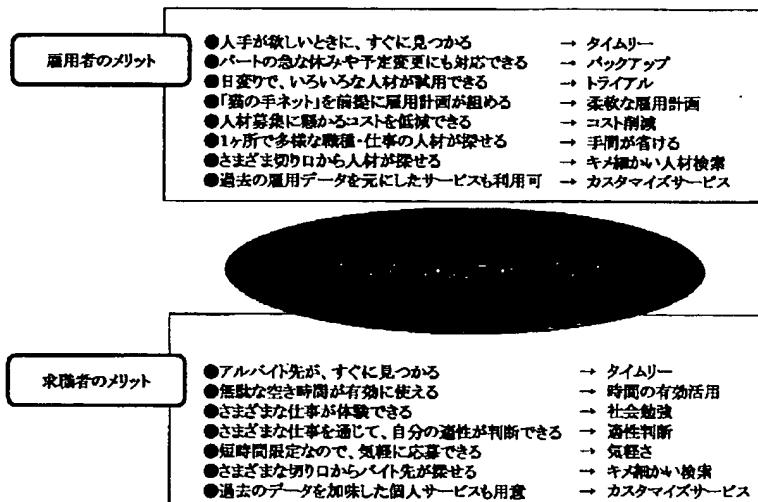 雇用者のメリット
●人手が欲しいときに、すぐに見つかる → タイムリー
●パートの急な休みや予定変更にも対応できる → バックアップ
●日変りで、いろいろな人材が試用できる → トライアル
●「猫の手ネット」を前提に雇用計画が組める → 柔軟な雇用計画
●人材募集に懸かるコストを低減できる → コスト削減
●1ヶ所で多様な職種・仕事の人材が探せる → 手間が省ける
●さまざま切り口から人材が探せる → キメ細かい人材検索
●過去の雇用データを元にしたサービスも利用可 → カスタマイズサービス
求職者のメリット
●アルバイト先が、すぐに見つかる → タイムリー
●無駄な空き時間が有効に使える → 時間の有効活用
●さまざまな仕事が体験できる → 社会勉強
●さまざまな仕事を通じて、自分の適性が判断できる → 適性判断
●短時間限定なので、気軽に応募できる → 気軽さ
●さまざまな切り口からバイト先が探せる → キメ細かい検索
●過去のデータを加味した個人サービスも用意 → カスタマイズサービス